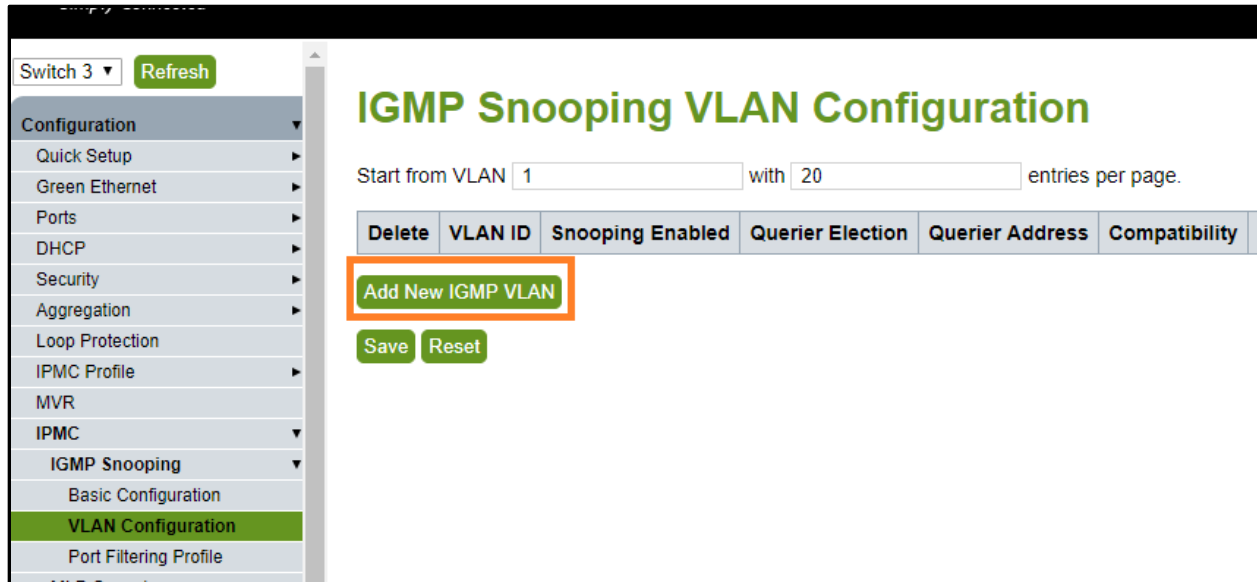 Simply Connected
Switch 3 Refresh
Configuration
Quick Setup
Green Ethernet
Ports
DHCP
Security
Aggregation
Loop Protection
IPMC Profile
MVR
IPMC
IGMP Snooping
Basic Configuration
VLAN Configuration
Port Filtering Profile
IGMP Snooping VLAN Configuration
Start from VLAN 1 with 20 entries per page.
Delete VLAN ID Snooping Enabled Querier Election Querier Address Compatibility
Add New IGMP VLAN
Save Reset